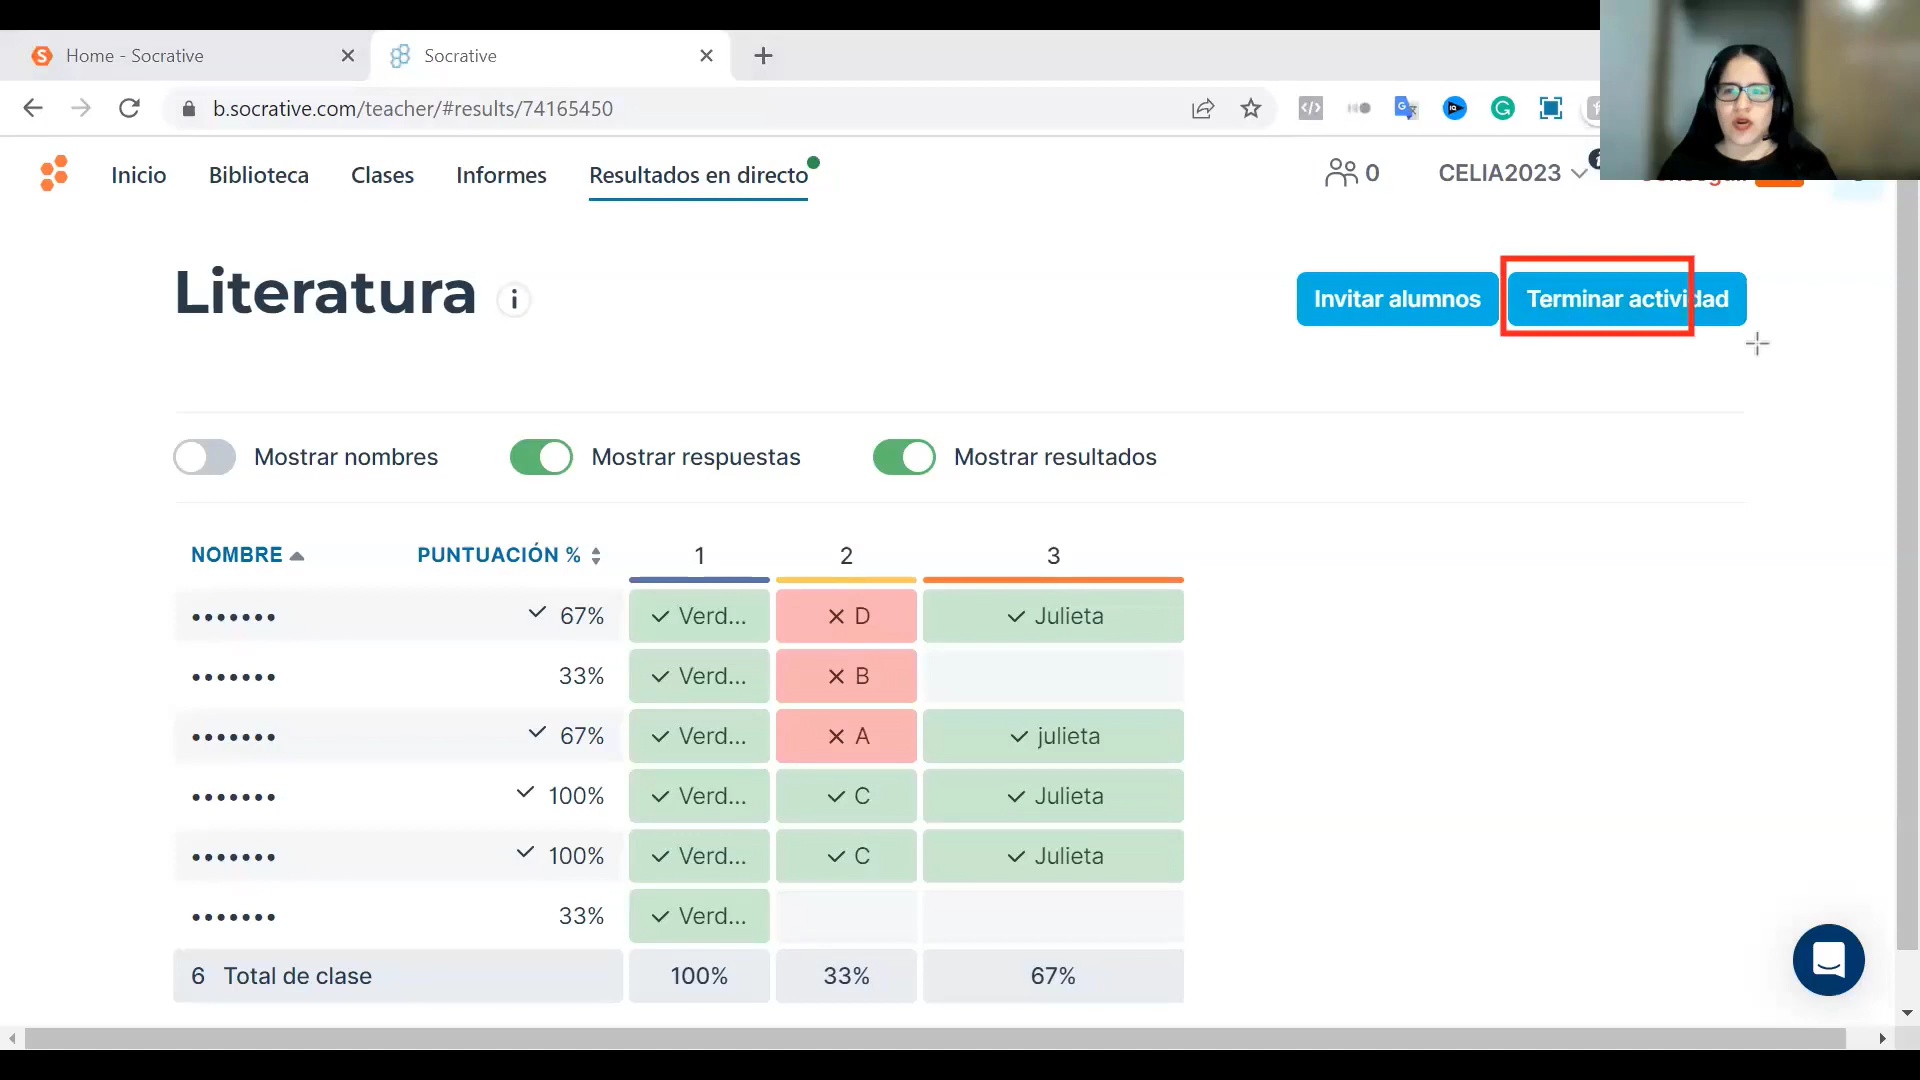 Home - Socrative
Socrative
b.socrative.com/teacher/#results/74165450
Inicio
Biblioteca
Clases
Informes
Resultados en directo
0
CELIA2023
Literatura
Invitar alumnos
Terminar actividad
Mostrar nombres
Mostrar respuestas
Mostrar resultados
NOMBRE
PUNTUACIÓN %
1
2
3
67%
Verd...
D
Julieta
33%
Verd...
B
67%
Verd...
A
julieta
100%
Verd...
C
Julieta
100%
Verd...
C
Julieta
33%
Verd...
6 Total de clase
100%
33%
67%